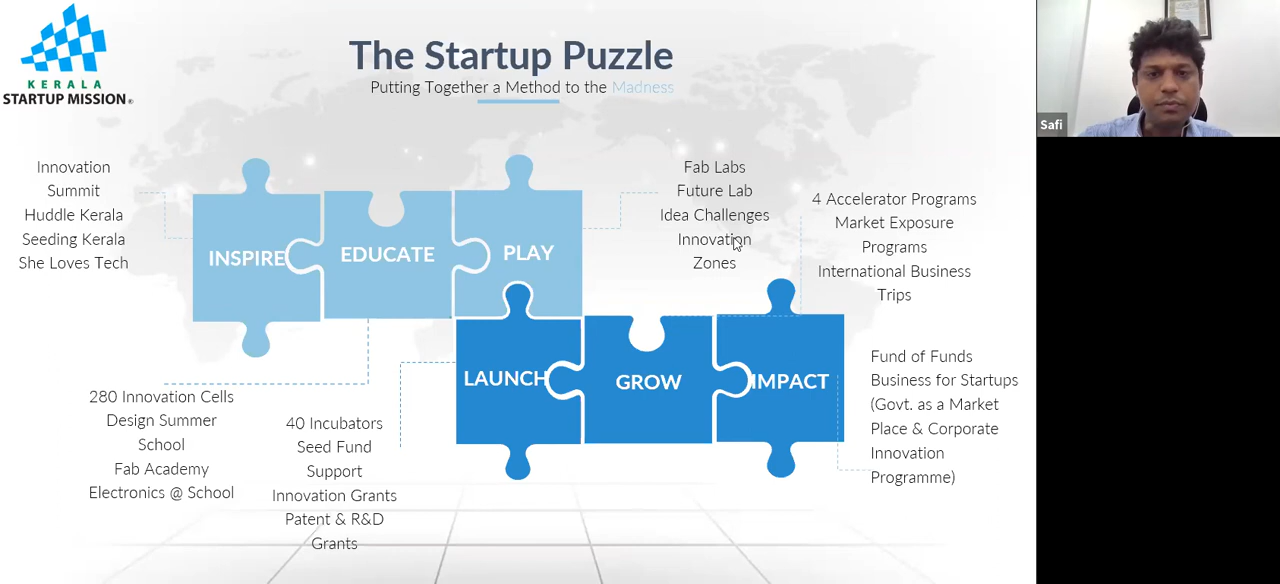 KERALA
STARTUP MISSION®
The Startup Puzzle
Putting Together a Method to the Madness
Safi
Innovation
Summit
Huddle Kerala
Seeding Kerala
She Loves Tech
INSPIRE
EDUCATE
PLAY
Fab Labs
Future Lab
Idea Challenges
Innovation
Zones
4 Accelerator Programs
Market Exposure
Programs
International Business
Trips
LAUNCH
GROW
IMPACT
280 Innovation Cells
Design Summer
School
Fab Academy
Electronics @ School
40 Incubators
Seed Fund
Support
Innovation Grants
Patent & R&D
Grants
Fund of Funds
Business for Startups
(Govt. as a Market
Place & Corporate
Innovation
Programme)